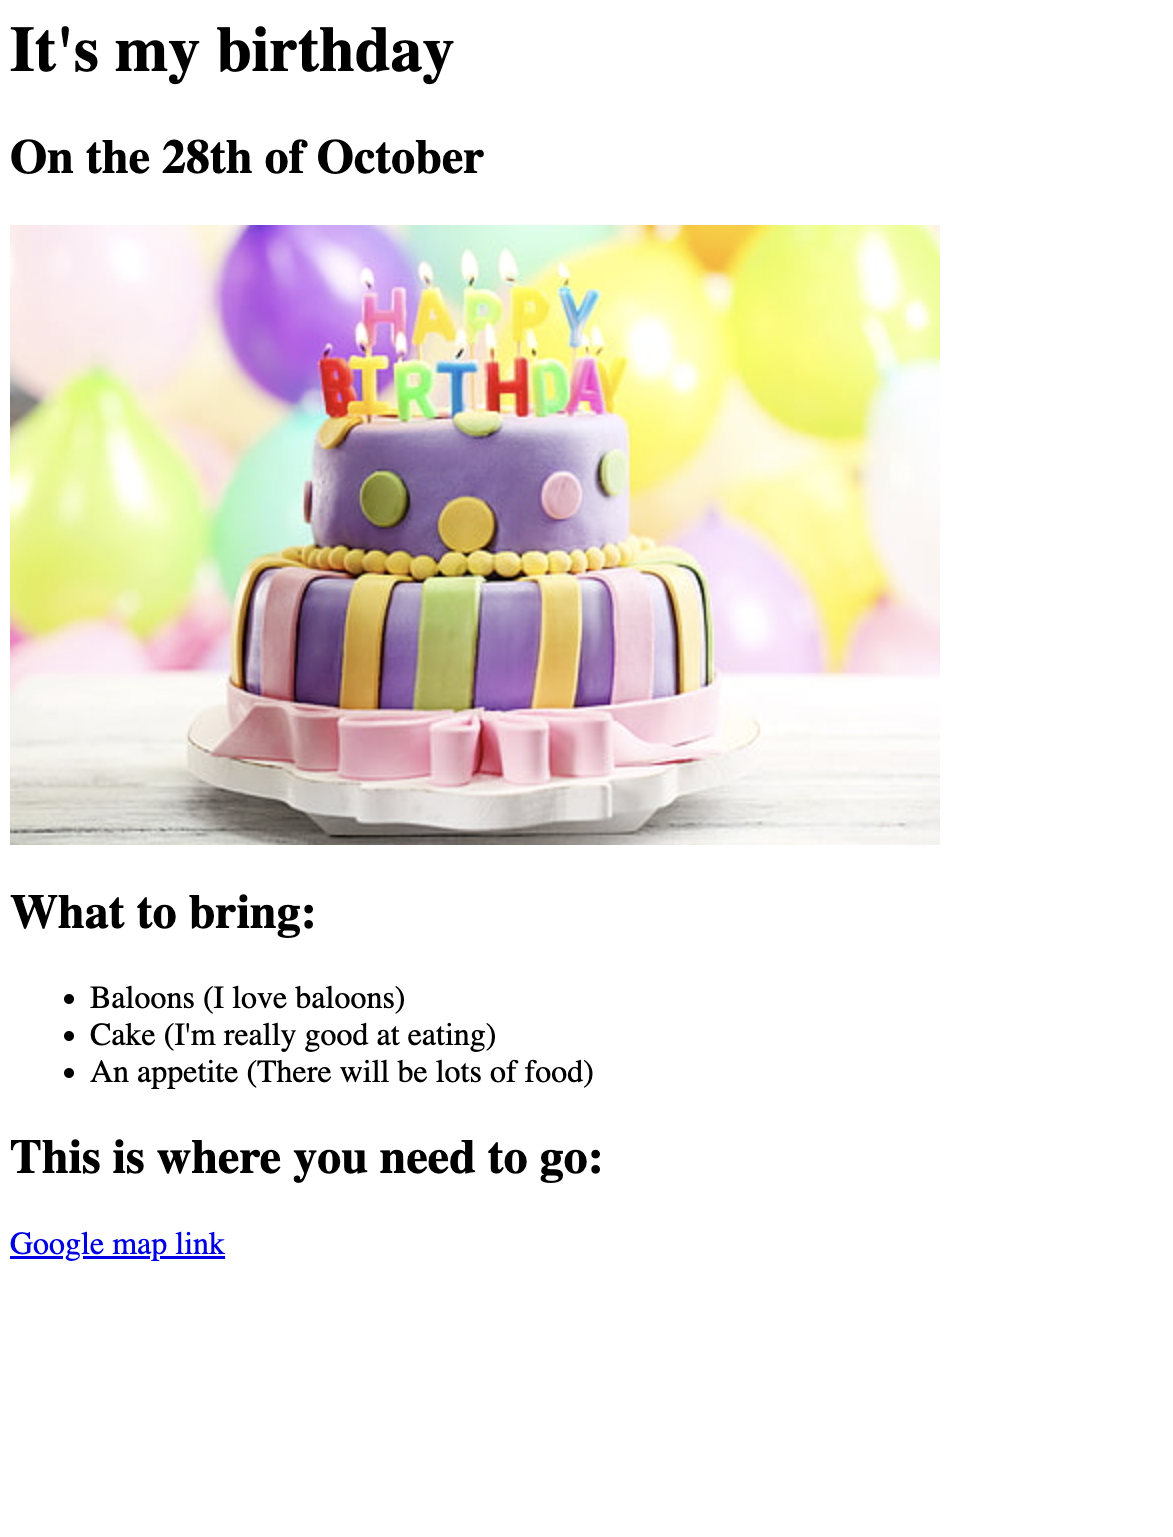 It's my birthday
On the 28th of October
HAPPY
BIRTHDAY
What to bring:
Baloons (I love baloons)
Cake (I'm really good at eating)
An appetite (There will be lots of food)
This is where you need to go:
Google map link